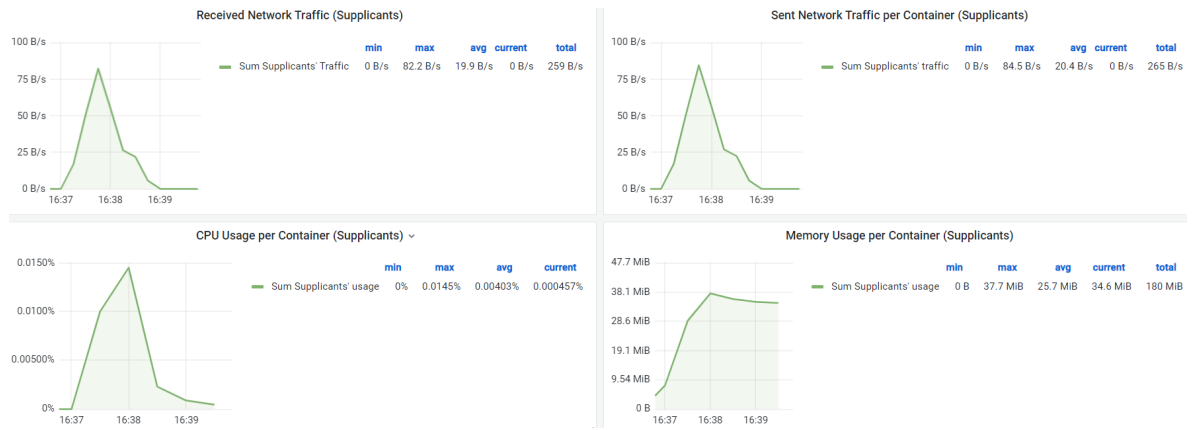 Received Network Traffic (Supplicants)
100 B/s
75 B/s
50 B/s
25 B/s
0 B/s
16:37 16:38 16:39
min max avg current total
Sum Supplicants' Traffic 0 B/s 82.2 B/s 19.9 B/s 0 B/s 259 B/s
Sent Network Traffic per Container (Supplicants)
100 B/s
75 B/s
50 B/s
25 B/s
0 B/s
16:37 16:38 16:39
min max avg current total
Sum Supplicants' traffic 0 B/s 84.5 B/s 20.4 B/s 0 B/s 265 B/s
CPU Usage per Container (Supplicants)
0.0150%
0.0100%
0.00500%
0%
16:37 16:38 16:39
min max avg current
Sum Supplicants' usage 0% 0.0145% 0.00403% 0.000457%
Memory Usage per Container (Supplicants)
47.7 MiB
38.1 MiB
28.6 MiB
19.1 MiB
9.54 MiB
0 B
16:37 16:38 16:39
min max avg current total
Sum Supplicants' usage 0 B 37.7 MiB 25.7 MiB 34.6 MiB 180 MiB